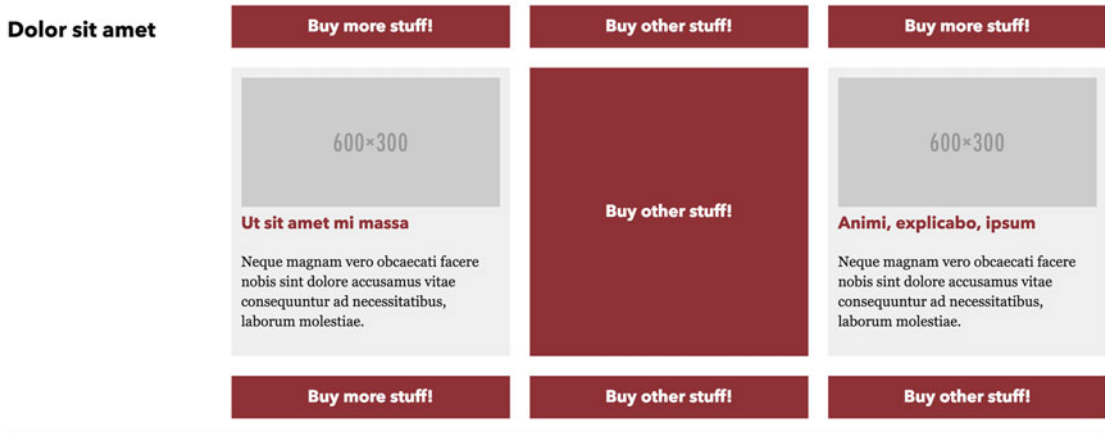 Dolor sit amet
Buy more stuff!
Buy other stuff!
Buy more stuff!
600×300
Ut sit amet mi massa
Neque magnam vero obcaecati facere
nobis sint dolore accusamus vitae
consequuntur ad necessitatibus,
laborum molestiae.
Buy other stuff!
600×300
Animi, explicabo, ipsum
Neque magnam vero obcaecati facere
nobis sint dolore accusamus vitae
consequuntur ad necessitatibus,
laborum molestiae.
Buy more stuff!
Buy other stuff!
Buy other stuff!